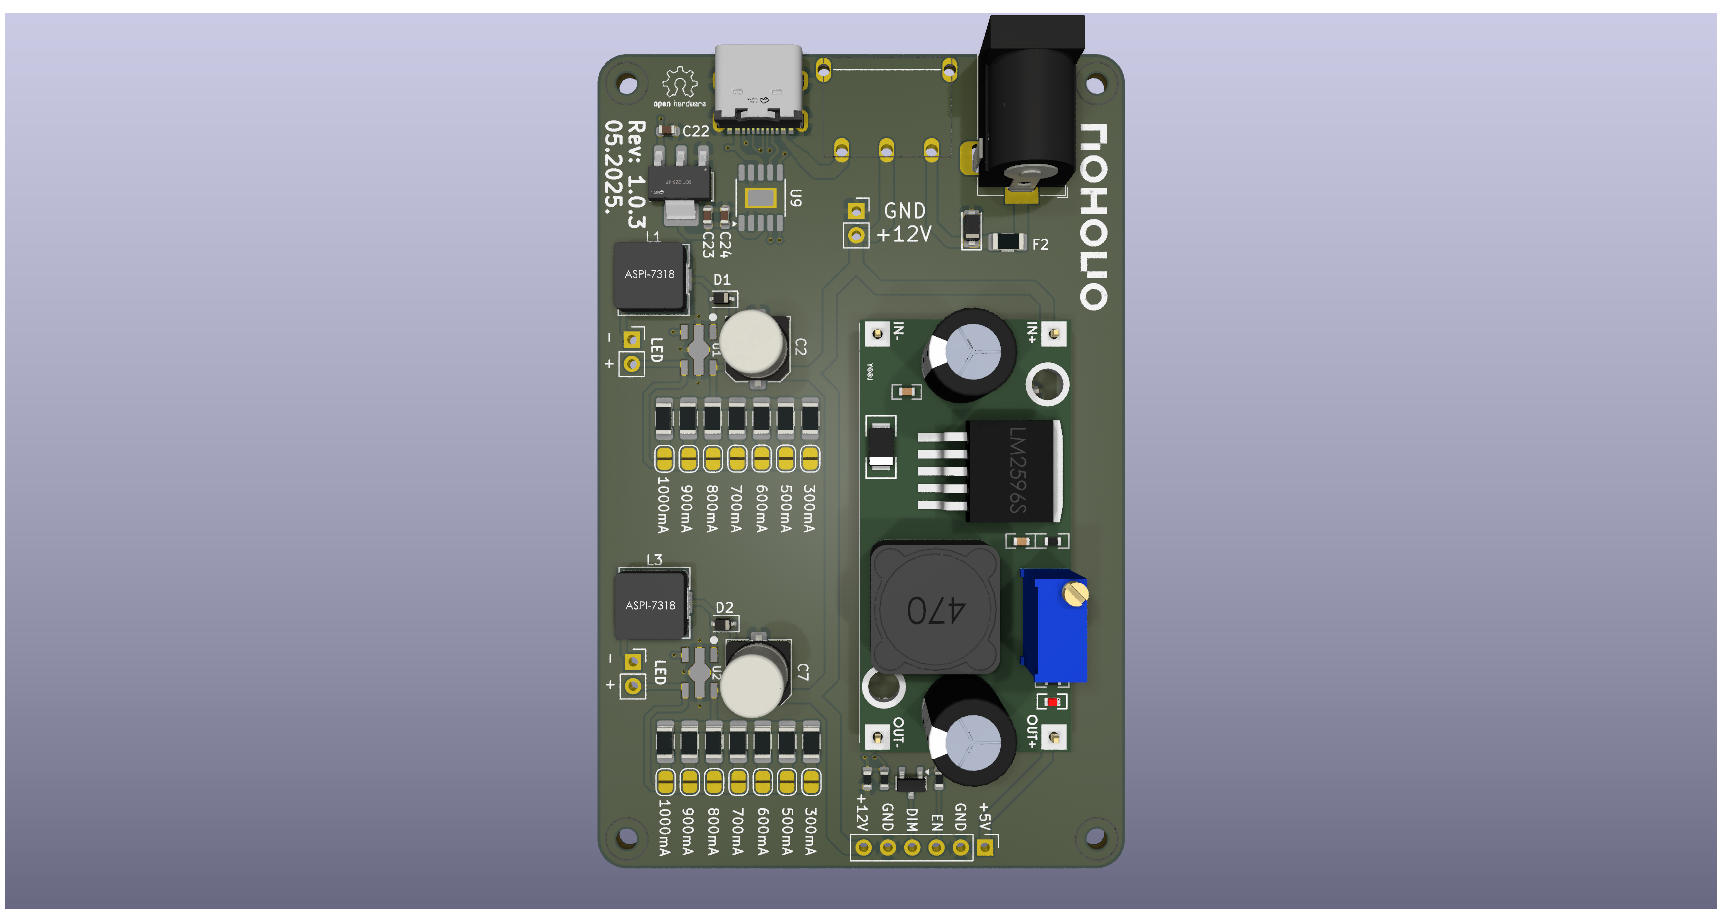 open hardware
Rev: 1.0.3
05.2025.
C22
U9
C23
C24
GND
+12V
F2
L1
ASPI-7318
D1
U1
C2
-
+
LED
1000mA
900mA
800mA
700mA
600mA
500mA
300mA
IN-
IN+
LM2596S
470
OUT-
OUT+
L3
ASPI-7318
D2
U2
C7
-
+
LED
1000mA
900mA
800mA
700mA
600mA
500mA
300mA
+12V
GND
DIM
EN
GND
+5V